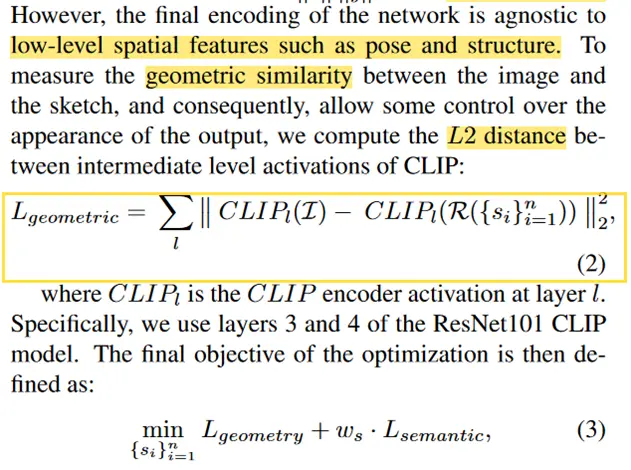 However, the final encoding of the network is agnostic to
low-level spatial features such as pose and structure. To
measure the geometric similarity between the image and
the sketch, and consequently, allow some control over the
appearance of the output, we compute the L2 distance be-
tween intermediate level activations of CLIP:
L_{geometric} = \sum_{l} \| CLIP_l(\mathcal{I}) - CLIP_l(\mathcal{R}(\{s_i\}_{i=1}^{n})) \|_2^2,
(2)
where CLIP_l is the CLIP encoder activation at layer l.
Specifically, we use layers 3 and 4 of the ResNet101 CLIP
model. The final objective of the optimization is then de-
fined as:
\min_{\{s_i\}_{i=1}^{n}} L_{geometry} + w_s \cdot L_{semantic}, (3)